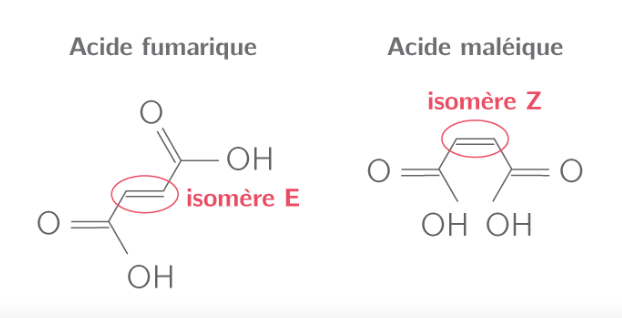 Acide fumarique
O
OH
isomère E
O
OH
Acide maléique
isomère Z
O
O
OH OH